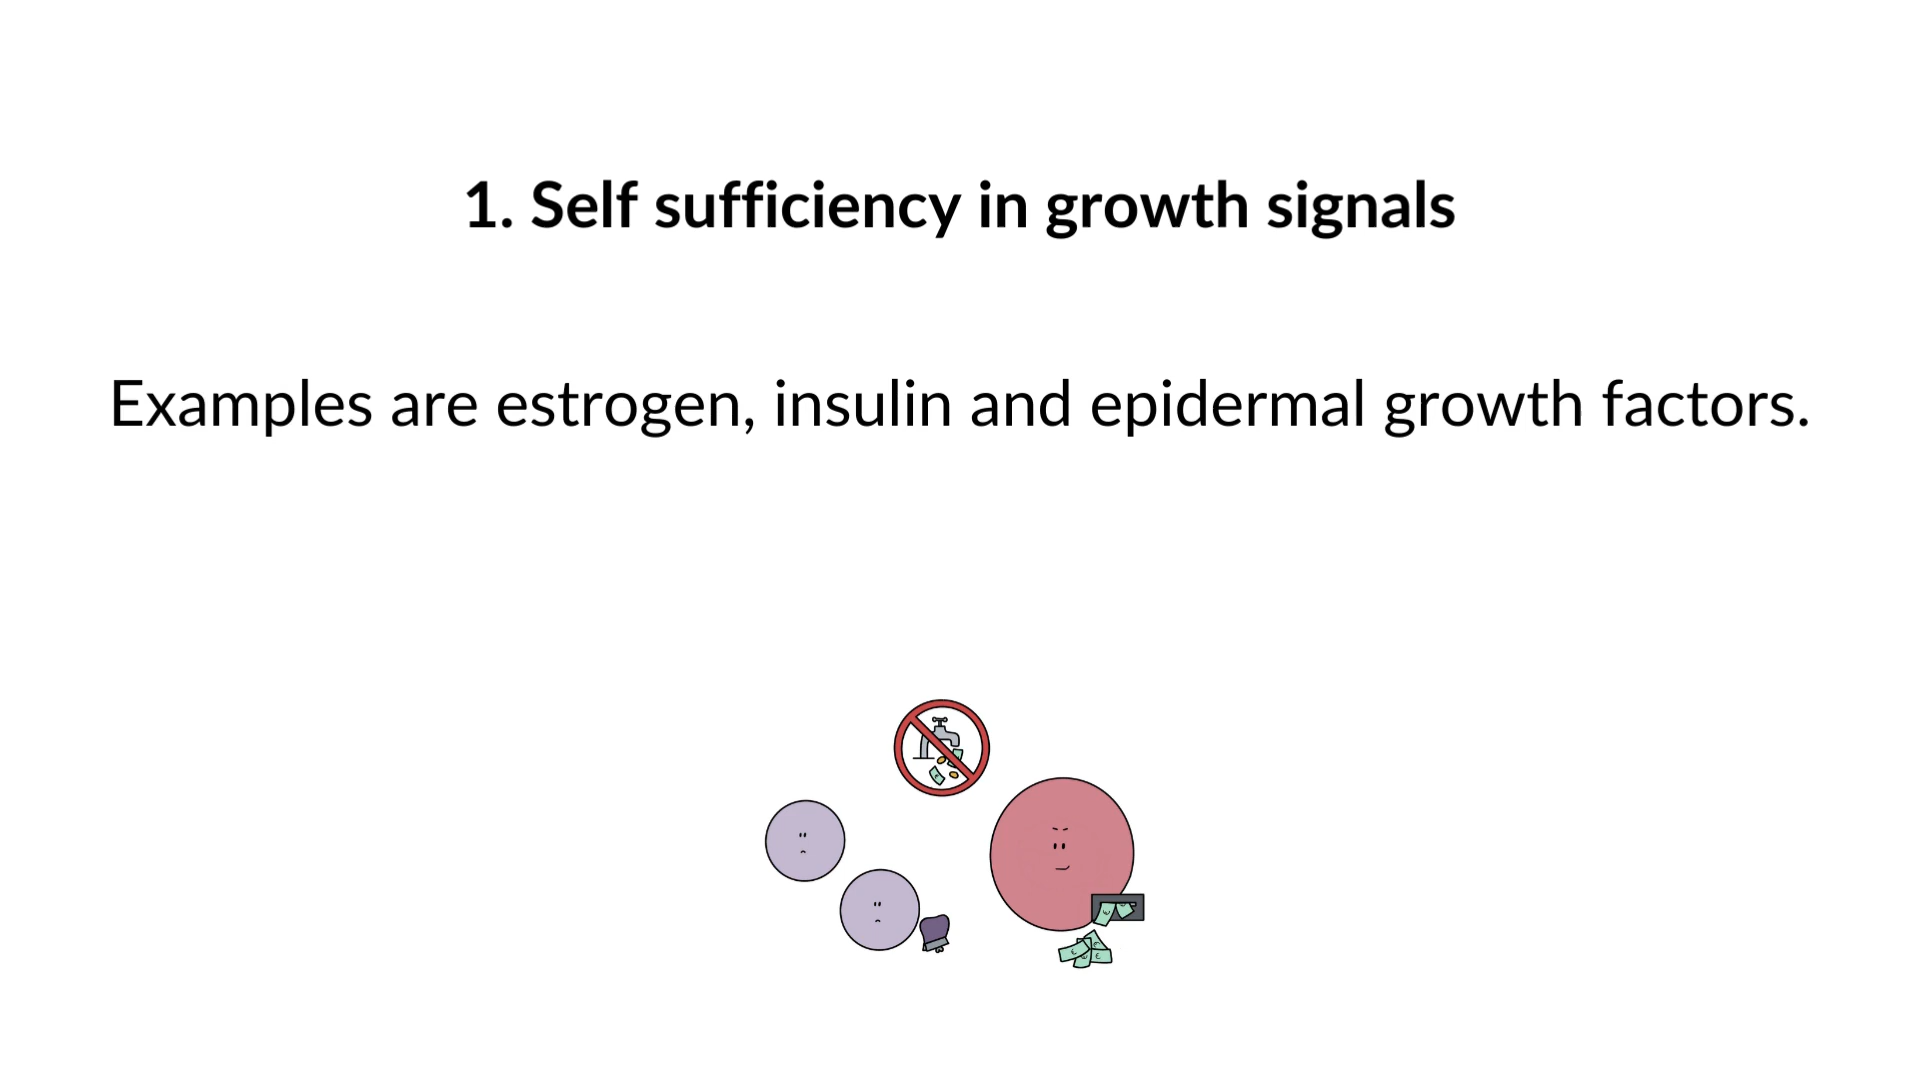 1. Self sufficiency in growth signals
Examples are estrogen, insulin and epidermal growth factors.